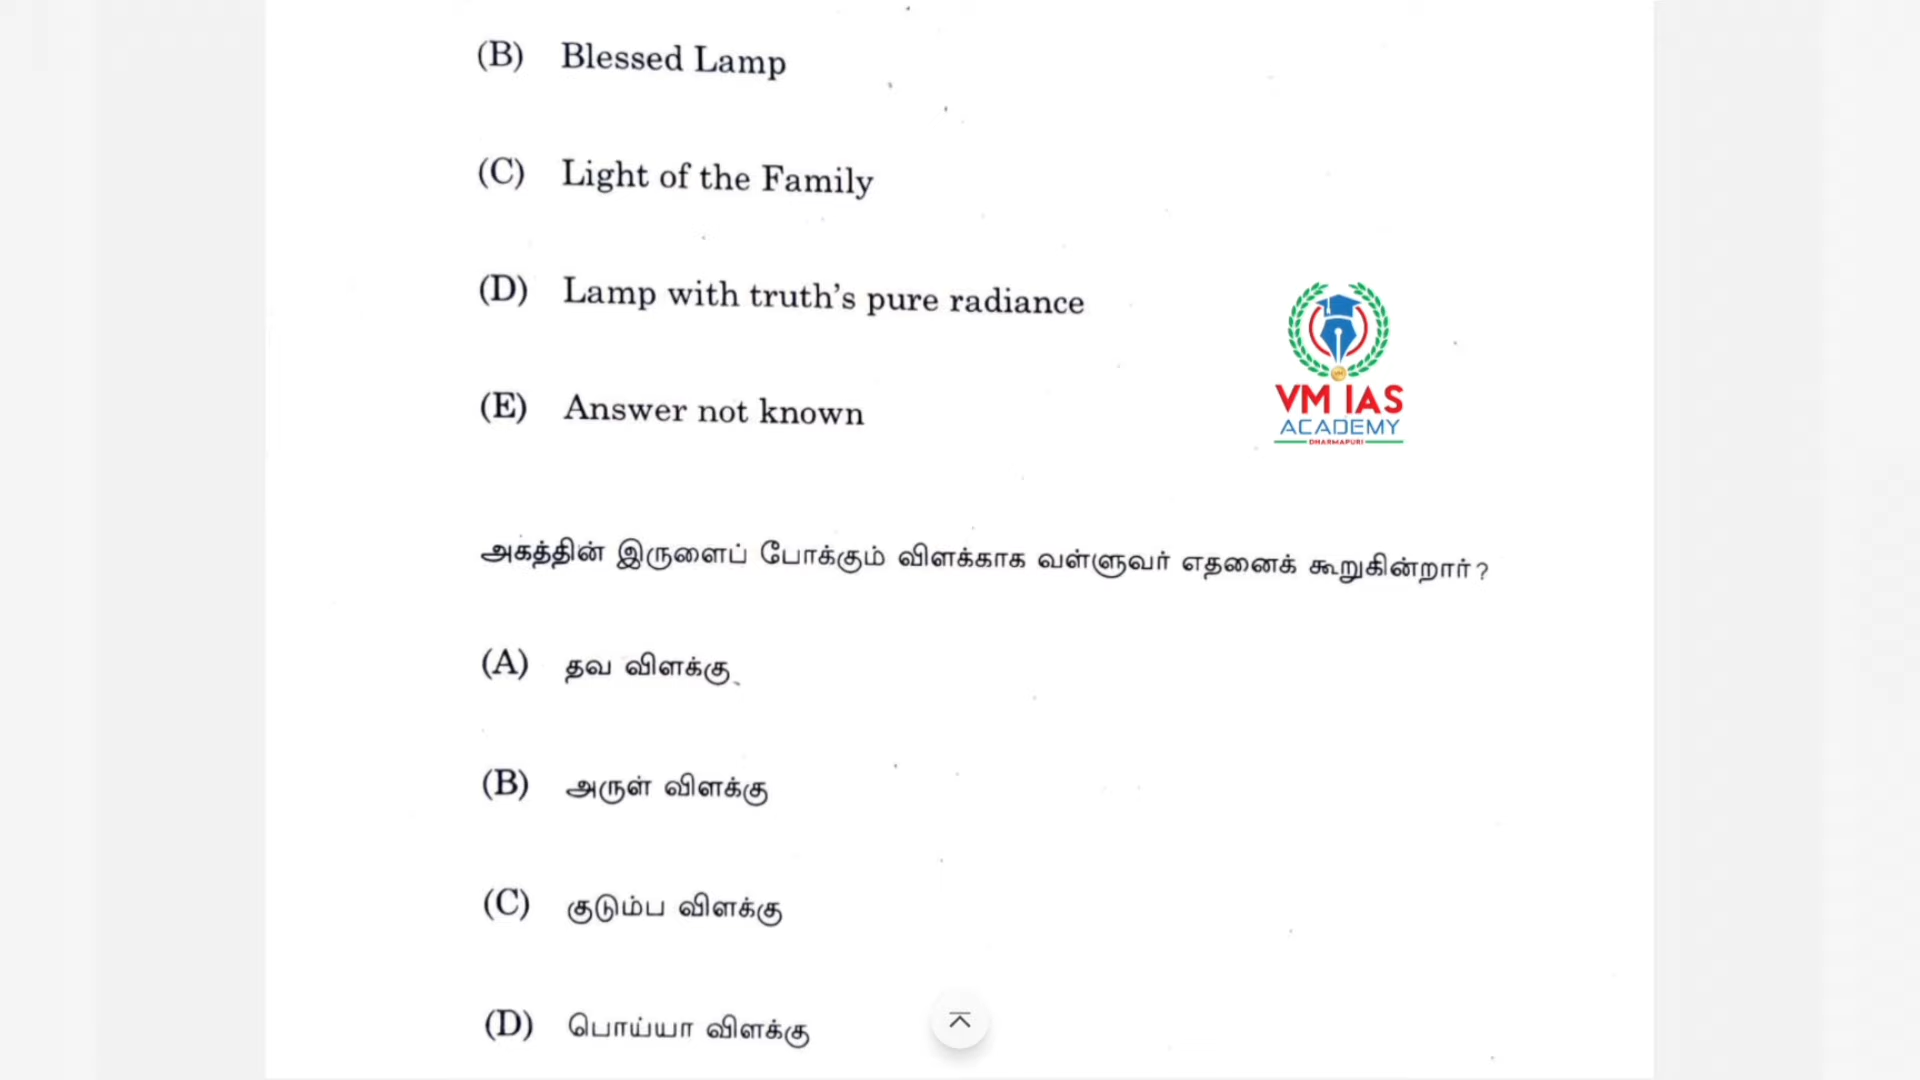 (B) Blessed Lamp
(C) Light of the Family
(D) Lamp with truth's pure radiance
(E) Answer not known
VM IAS
ACADEMY
DHARMAPURI
அகத்தின் இருளைப் போக்கும் விளக்காக வள்ளுவர் எதனைக் கூறுகின்றார்?
(A) தவ விளக்கு
(B) அருள் விளக்கு
(C) குடும்ப விளக்கு
(D) பொய்யா விளக்கு